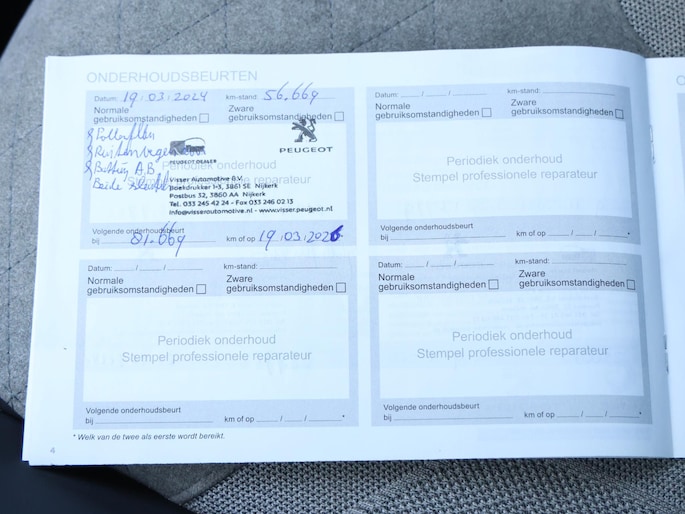 ONDERHOUDSBEURTEN
O
Datum: 19.03.2024 km-stand: 56.669
Normale gebruiksomstandigheden
Zware gebruiksomstandigheden
PEUGEOT
PEUGEOT DEALER
Periodiek onderhoud
Visser Automotive B.V.
Boekdrukker 1-3, 3861 SE Nijkerk
Stempel professionele reparateur
Postbus 32, 3860 AA Nijkerk
Tel. 033 245 42 24 - Fax 033 246 02 13
info@visserautomotive.nl - www.visser.peugeot.nl
Volgende onderhoudsbeurt
bij 81.669 km of op 19.03.2026
Datum: / / km-stand:
Normale gebruiksomstandigheden
Zware gebruiksomstandigheden
Periodiek onderhoud
Stempel professionele reparateur
Volgende onderhoudsbeurt
bij km of op / / *
Datum: / / km-stand:
Normale gebruiksomstandigheden
Zware gebruiksomstandigheden
Periodiek onderhoud
Stempel professionele reparateur
Volgende onderhoudsbeurt
bij km of op / / *
Datum: / / km-stand:
Normale gebruiksomstandigheden
Zware gebruiksomstandigheden
Periodiek onderhoud
Stempel professionele reparateur
Volgende onderhoudsbeurt
bij km of op / / *
* Welk van de twee als eerste wordt bereikt.
4